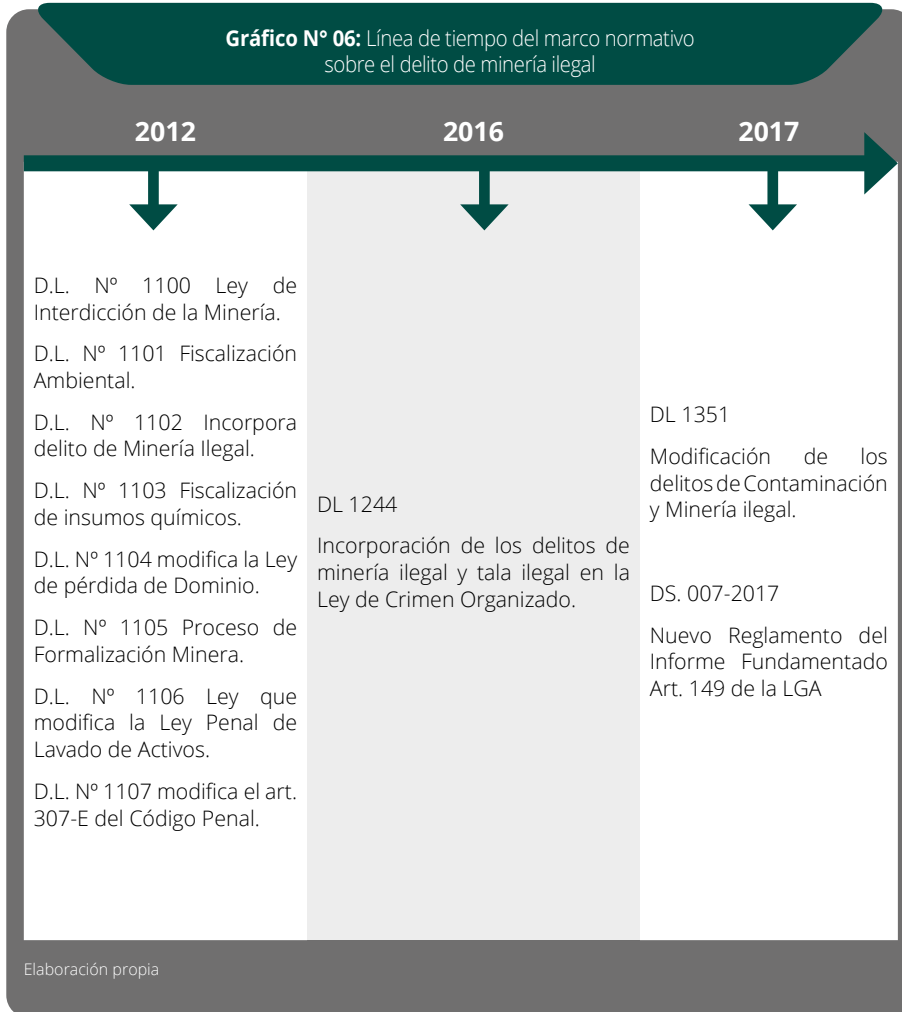 Gráfico N° 06: Línea de tiempo del marco normativo
sobre el delito de minería ilegal
2012
2016
2017
D.L. Nº 1100 Ley de
Interdicción de la Minería.
D.L. Nº 1101 Fiscalización
Ambiental.
D.L. Nº 1102 Incorpora
delito de Minería Ilegal.
D.L. Nº 1103 Fiscalización
de insumos químicos.
D.L. Nº 1104 modifica la Ley
de pérdida de Dominio.
D.L. Nº 1105 Proceso de
Formalización Minera.
D.L. Nº 1106 Ley que
modifica la Ley Penal de
Lavado de Activos.
D.L. Nº 1107 modifica el art.
307-E del Código Penal.
DL 1244
Incorporación de los delitos de
minería ilegal y tala ilegal en la
Ley de Crimen Organizado.
DL 1351
Modificación de los
delitos de Contaminación
y Minería ilegal.
DS. 007-2017
Nuevo Reglamento del
Informe Fundamentado
Art. 149 de la LGA
Elaboración propia